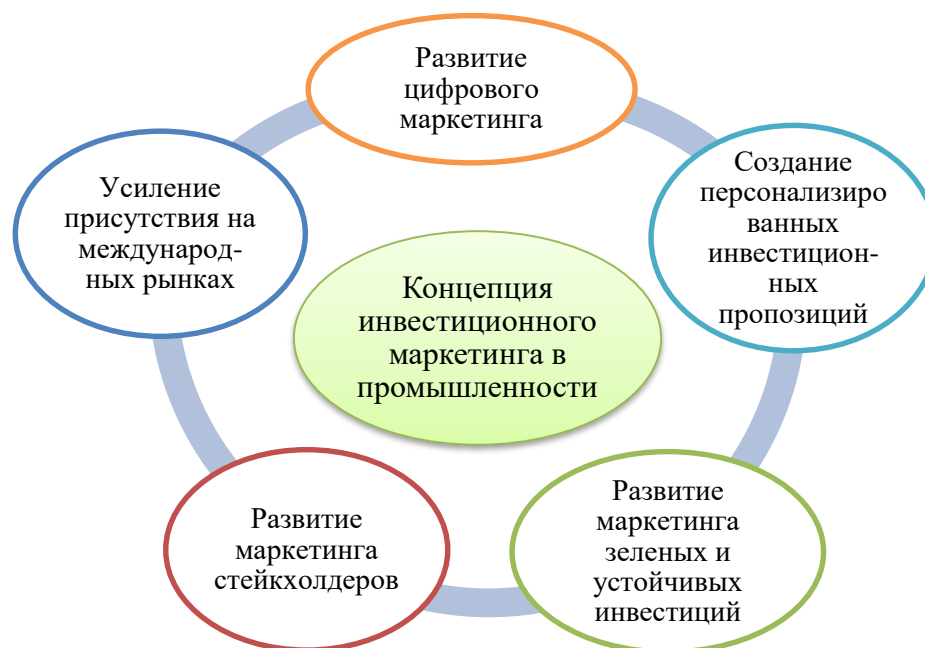 Развитие
цифрового
маркетинга
Усиление
присутствия на
международ-
ных рынках
Создание
персонализиро
ванных
инвестицион-
ных
пропозиций
Концепция
инвестиционного
маркетинга в
промышленности
Развитие
маркетинга
стейкхолдеров
Развитие
маркетинга
зеленых и
устойчивых
инвестиций